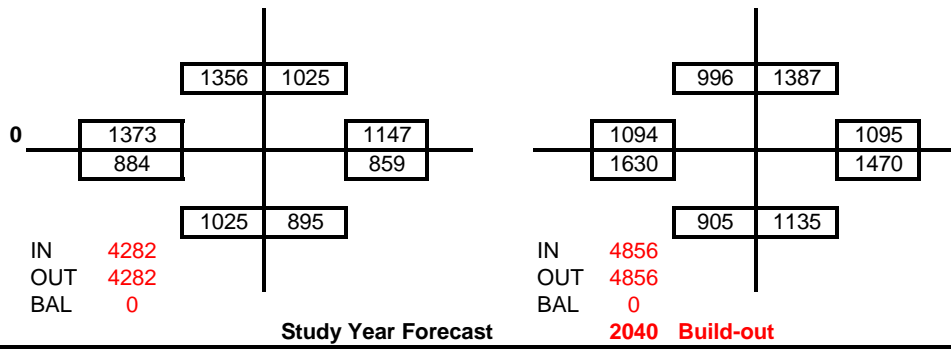 1356 1025 996 1387
0 1373 1147 1094 1095
884 859 1630 1470
1025 895 905 1135
IN 4282 IN 4856
OUT 4282 OUT 4856
BAL 0 BAL 0
Study Year Forecast 2040 Build-out